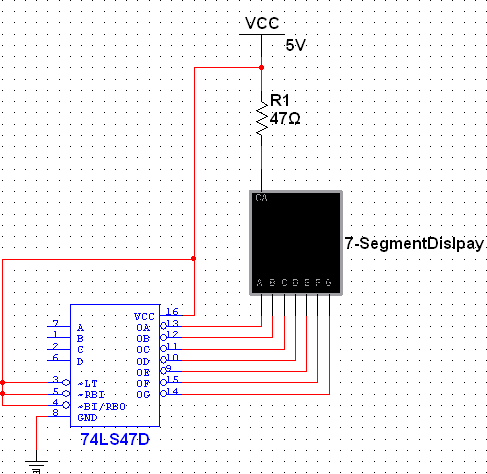 VCC
5V
R1
47Ω
CA
7-SegmentDislpay
A B C D E F G
VCC 16
7 A OA 13
1 B OB 12
2 C OC 11
6 D OD 10
OE 9
3 ~LT OF 15
5 ~RBI OG 14
4 ~BI/RBO
8 GND
74LS47D